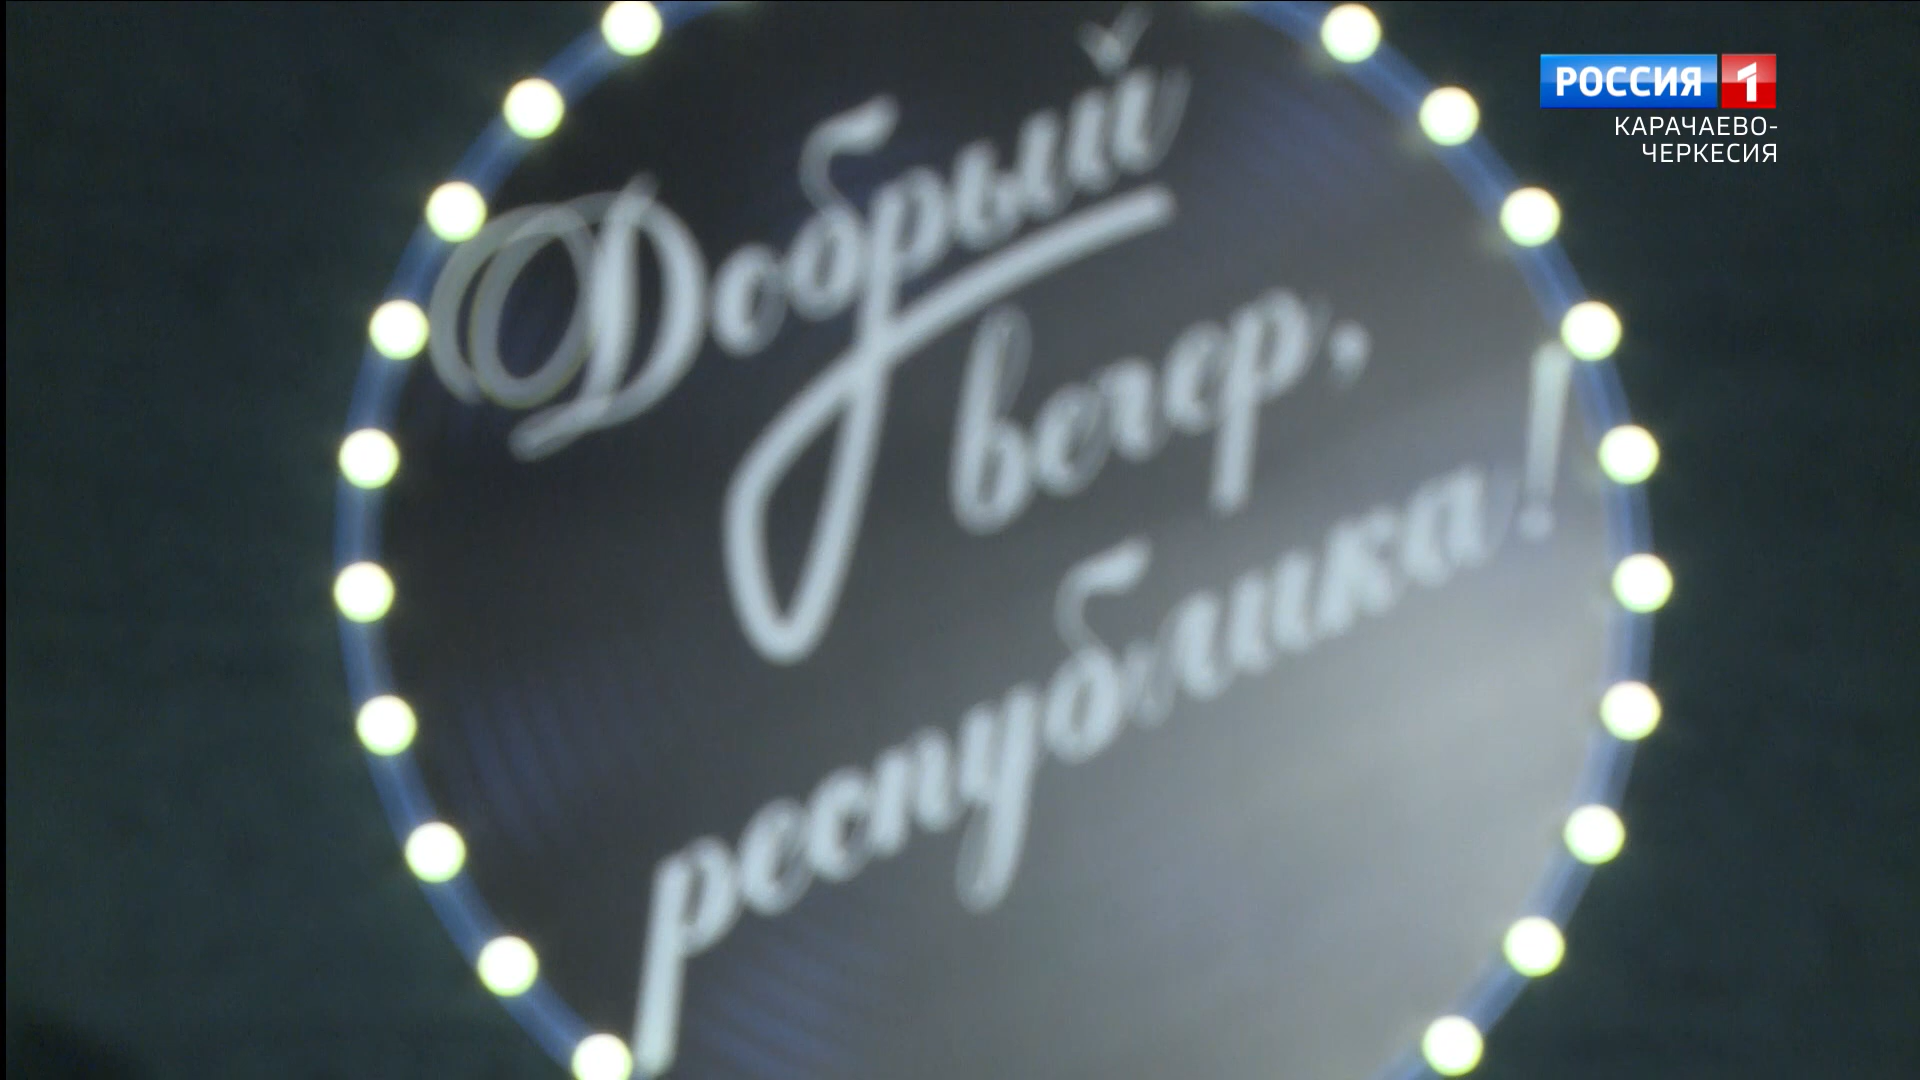 Добрый
вечер,
республика!
РОССИЯ 1
КАРАЧАЕВО-
ЧЕРКЕСИЯ